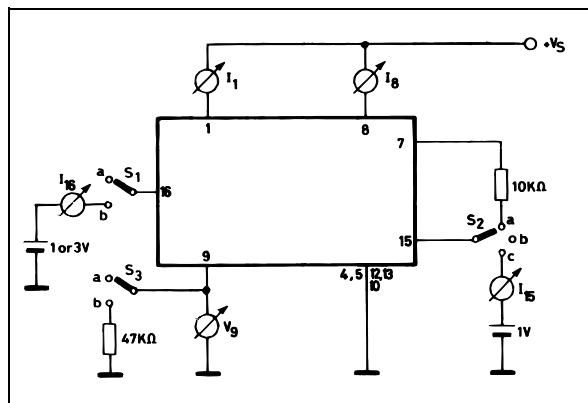 +VS
I1
I8
1
8
7
I16
a
S1
16
b
10KΩ
1 or 3V
S2
a
b
15
c
9
a
S3
b
4,5
12,13
10
I15
V9
47KΩ
1V